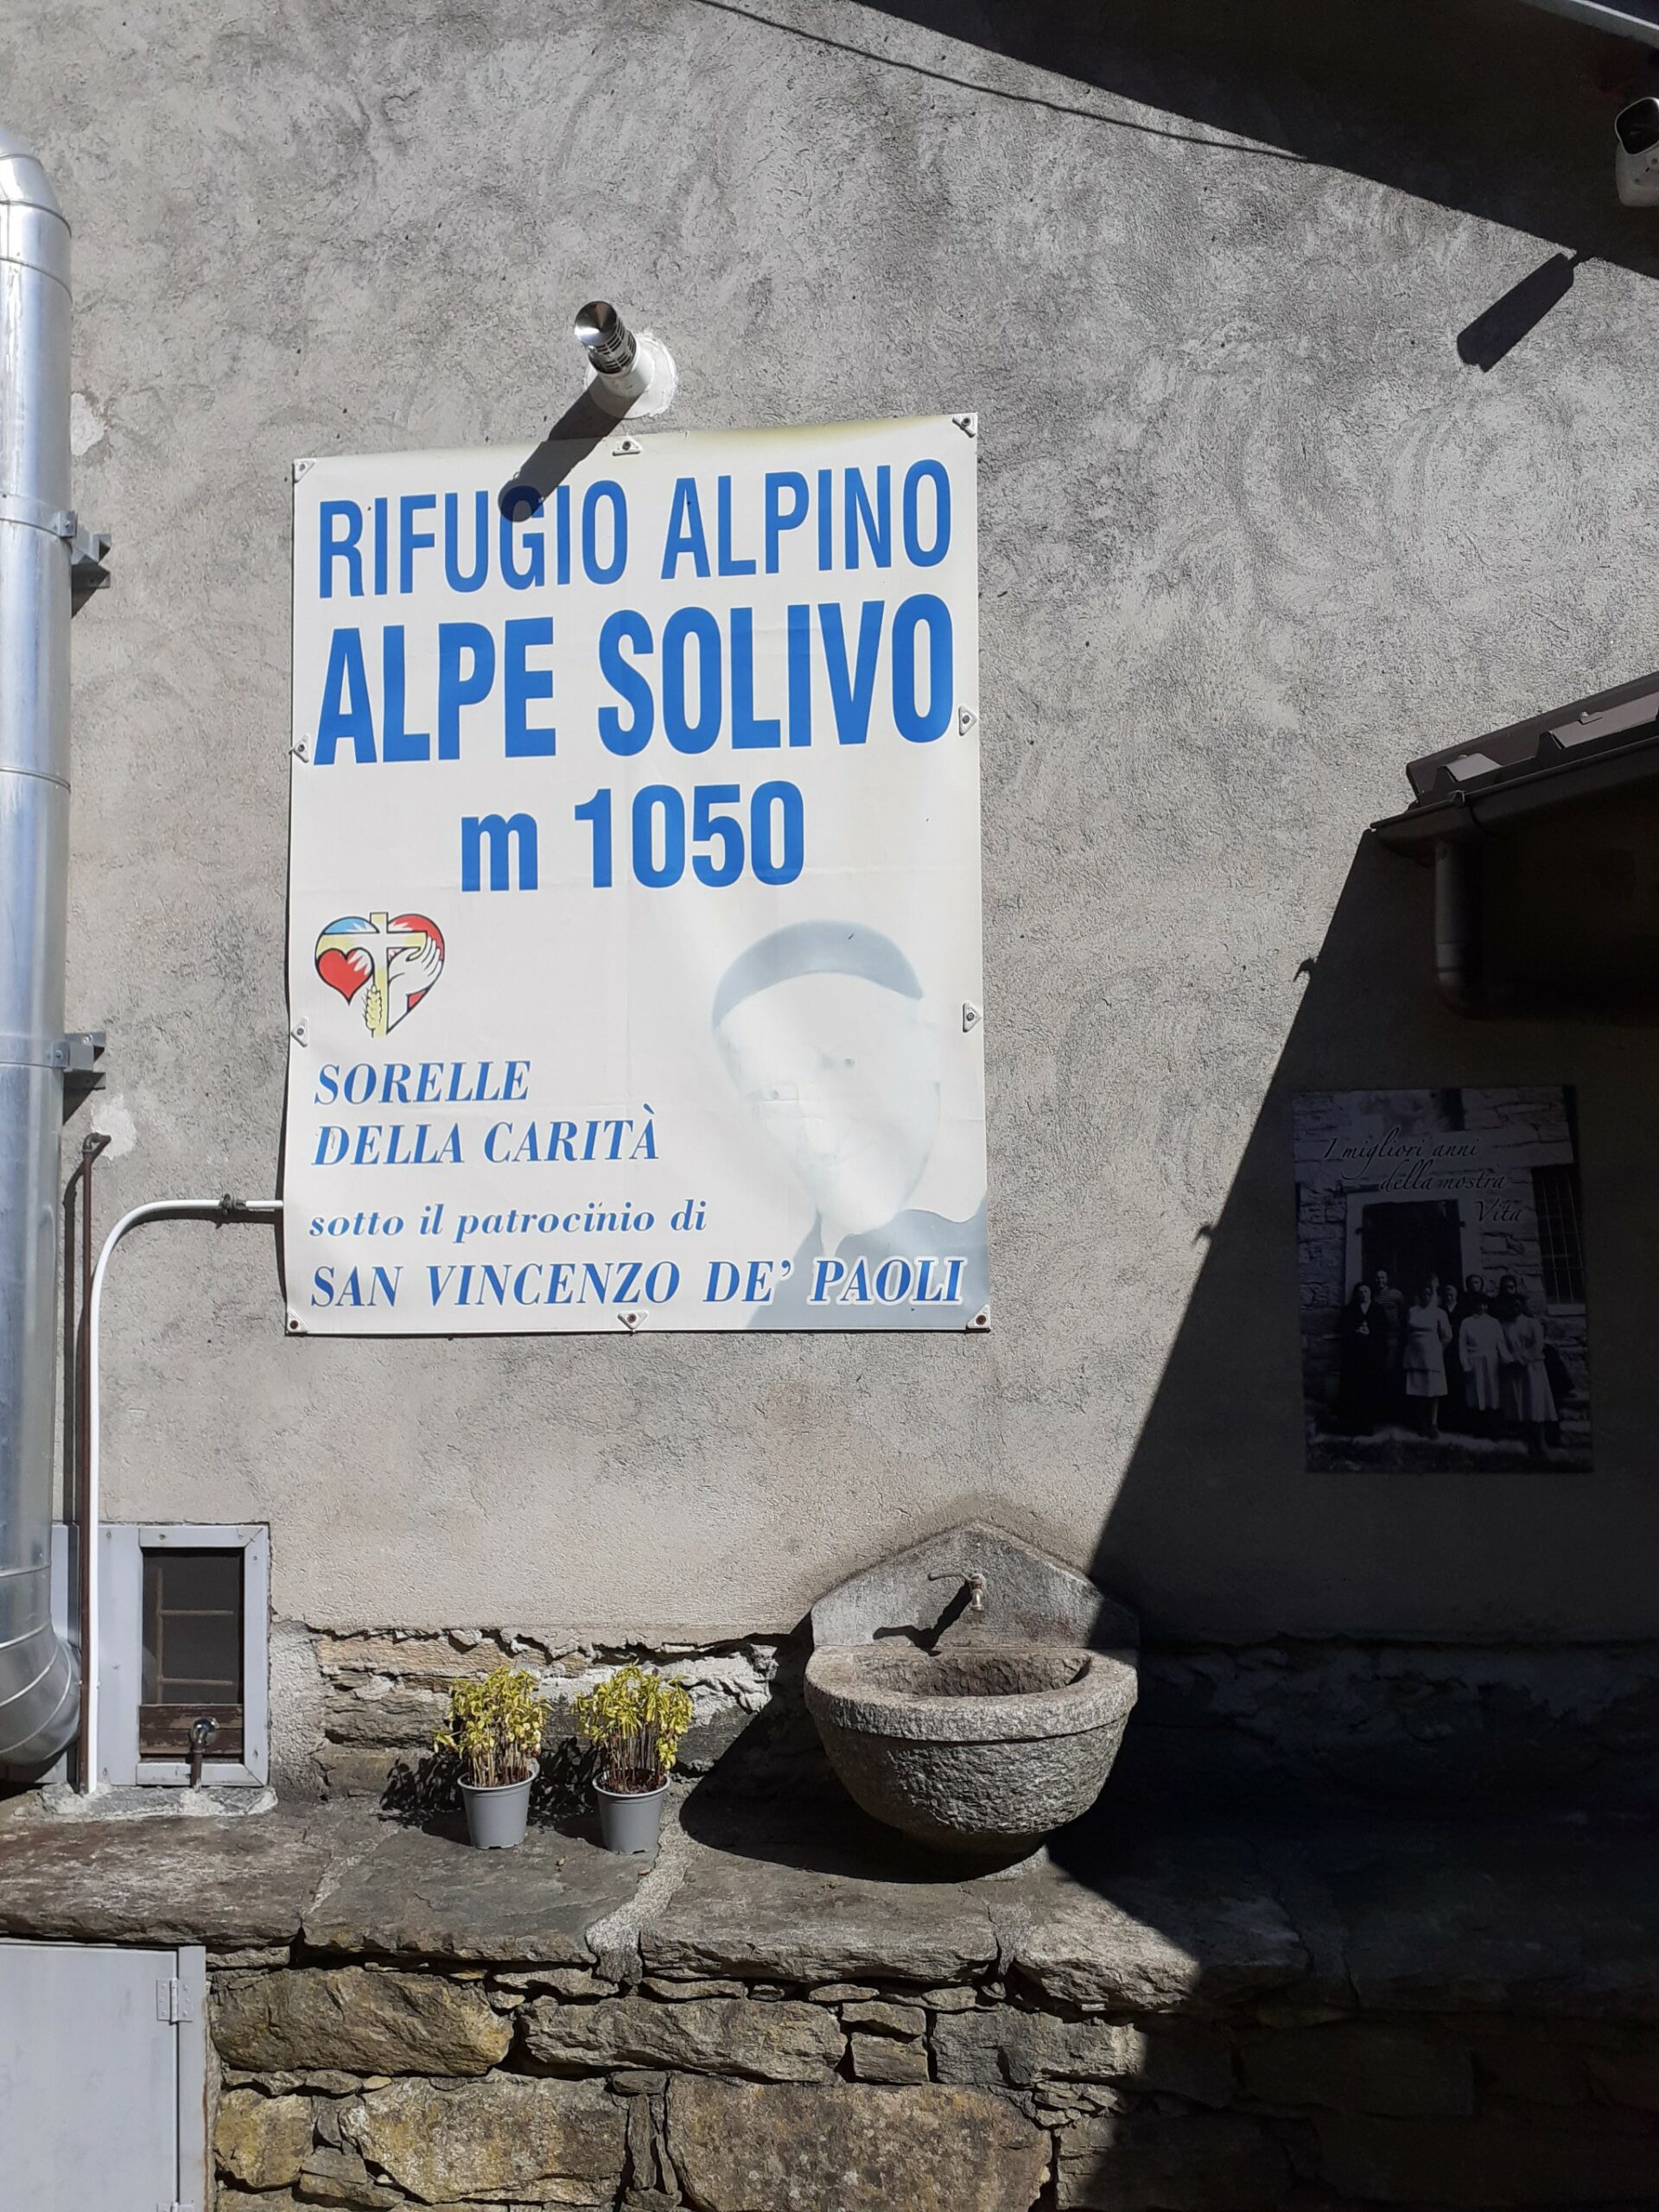 RIFUGIO ALPINO
ALPE SOLIVO
m 1050
SORELLE
DELLA CARITÀ
sotto il patrocinio di
SAN VINCENZO DE' PAOLI
I migliori anni
della nostra
Vita